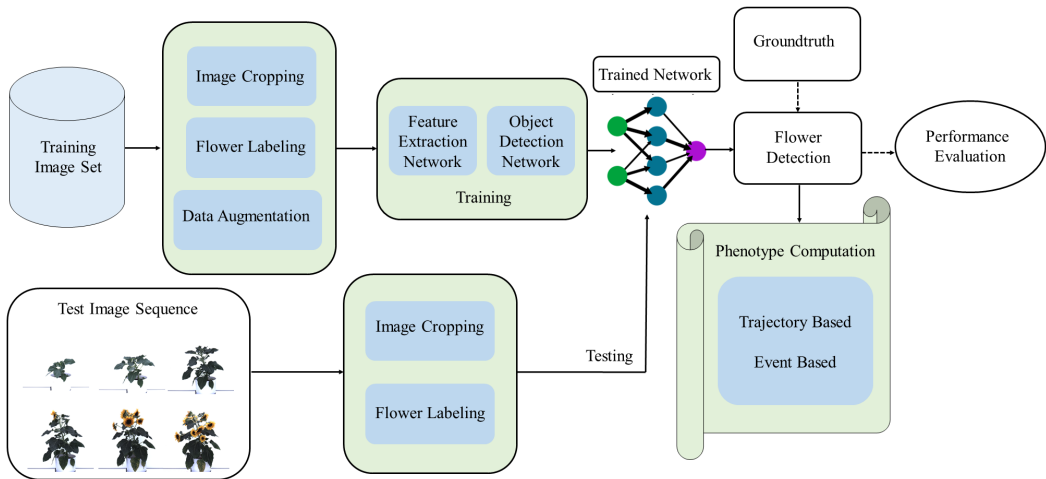 Training
Image Set
Image Cropping
Flower Labeling
Data Augmentation
Feature
Extraction
Network
Object
Detection
Network
Training
Trained Network
Groundtruth
Flower
Detection
Performance
Evaluation
Phenotype Computation
Trajectory Based
Event Based
Test Image Sequence
Image Cropping
Flower Labeling
Testing